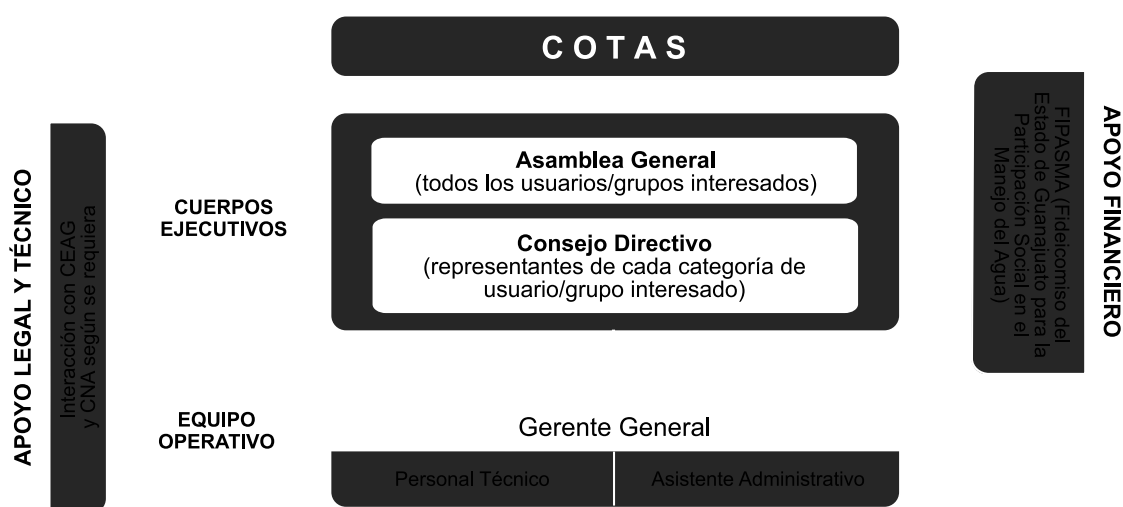 COTAS
APOYO LEGAL Y TÉCNICO
Interacción con CEAG
y CNA según se requiera
CUERPOS
EJECUTIVOS
Asamblea General
(todos los usuarios/grupos interesados)
Consejo Directivo
(representantes de cada categoría de
usuario/grupo interesado)
EQUIPO
OPERATIVO
Gerente General
Personal Técnico
Asistente Administrativo
APOYO FINANCIERO
FIPASMA (Fideicomiso del
Estado de Guanajuato para la
Participación Social en el
Manejo del Agua)